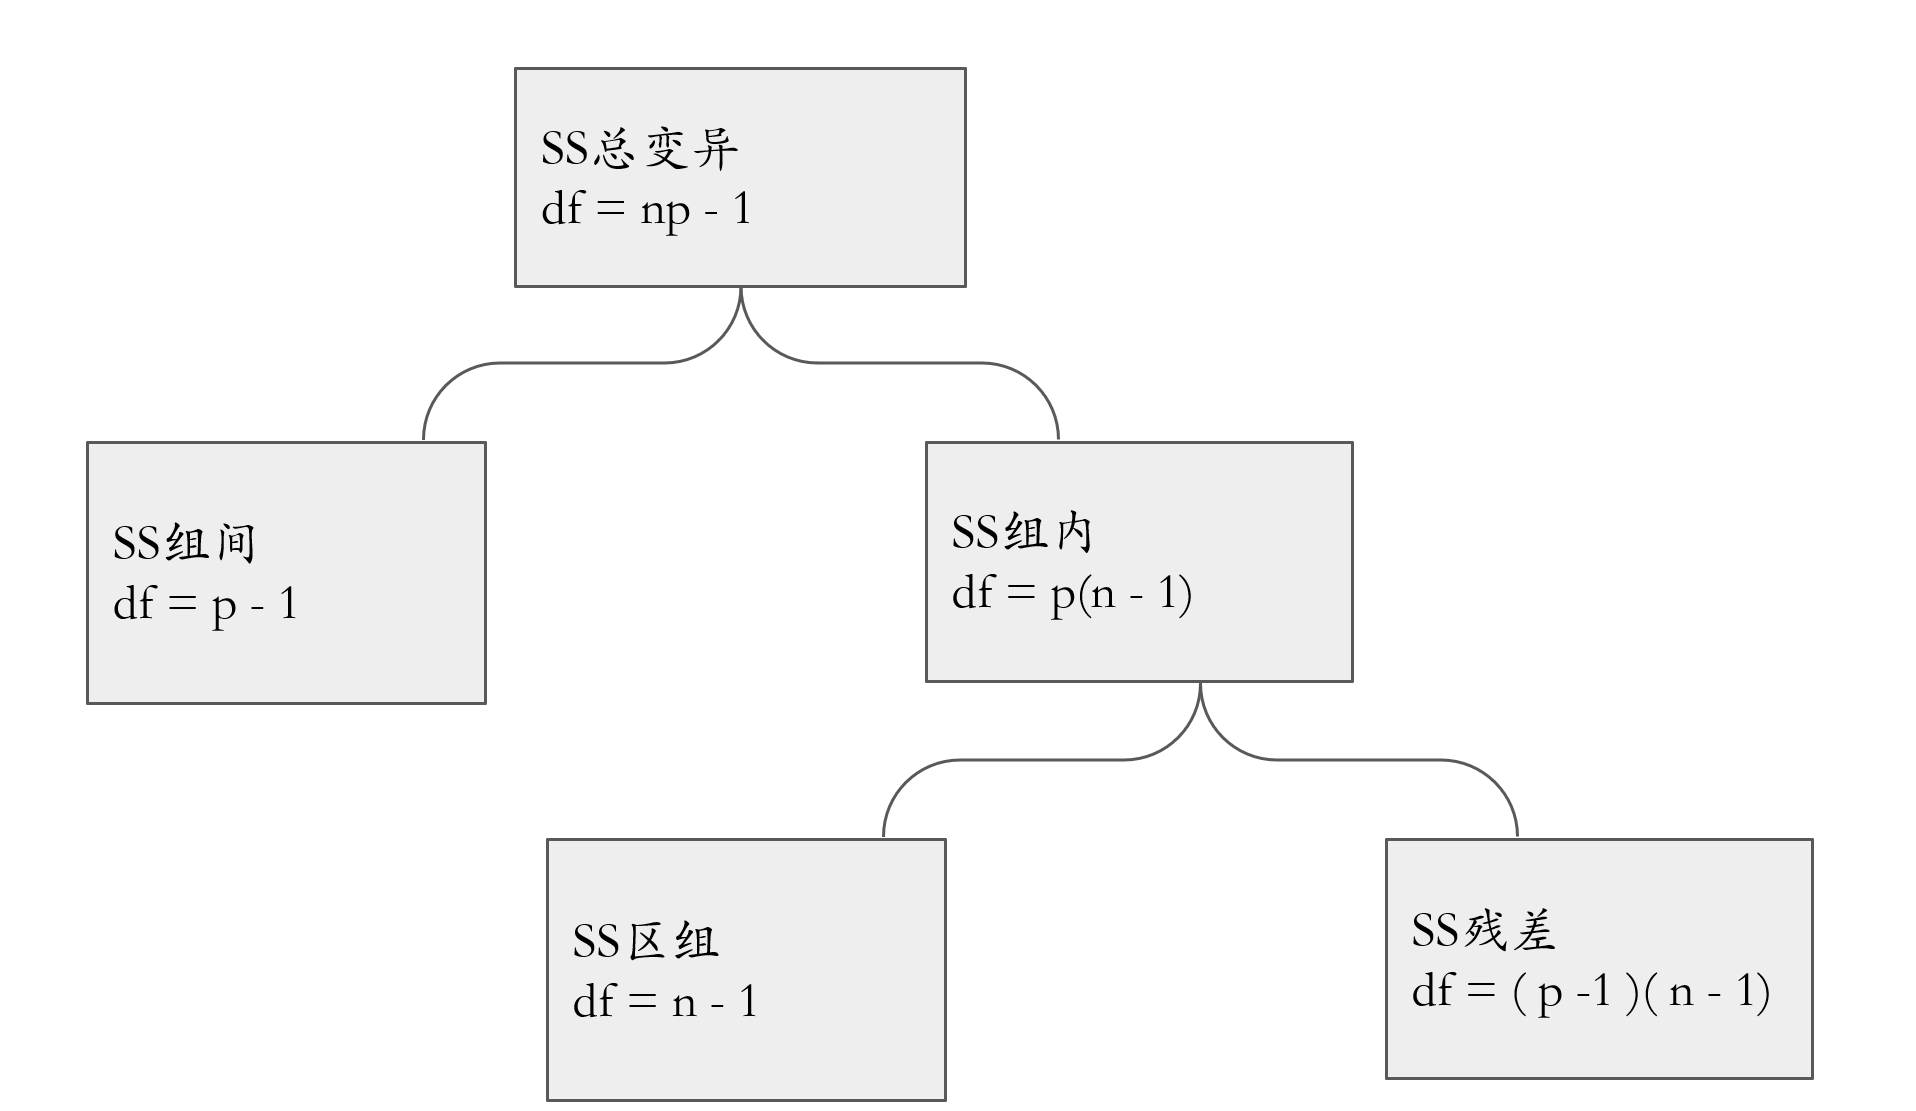 SS总变异
df = np - 1
SS组间
df = p - 1
SS组内
df = p(n - 1)
SS区组
df = n - 1
SS残差
df = ( p -1 )( n - 1)